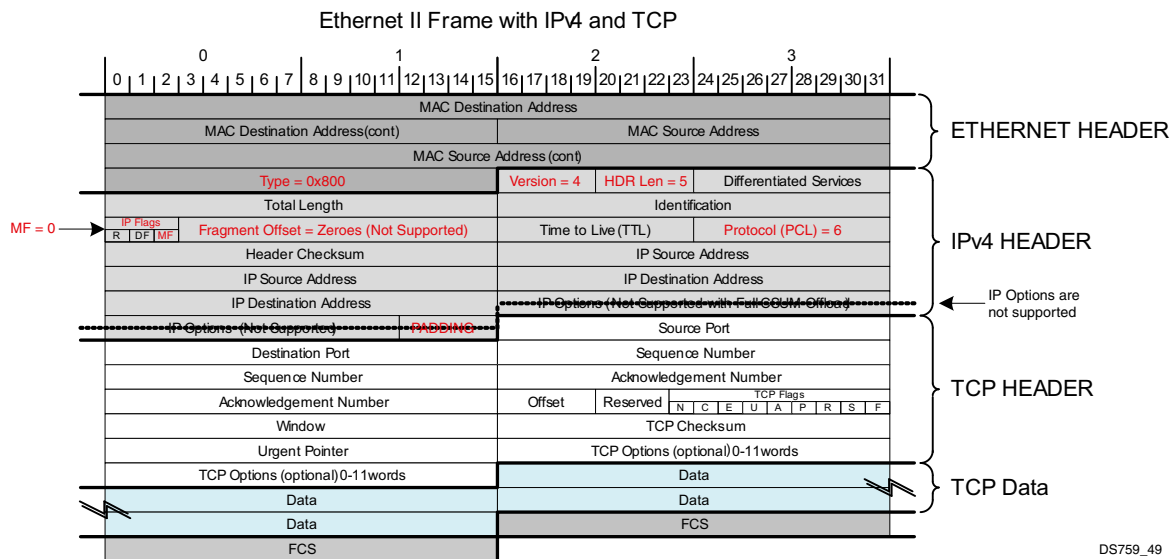 Ethernet II Frame with IPv4 and TCP
0 1 2 3
0 1 2 3 4 5 6 7 8 9 10 11 12 13 14 15 16 17 18 19 20 21 22 23 24 25 26 27 28 29 30 31
MAC Destination Address
MAC Destination Address(cont) MAC Source Address
ETHERNET HEADER
MAC Source Address (cont)
Type = 0x800 Version = 4 HDR Len = 5 Differentiated Services
Total Length Identification
MF = 0 IP Flags
R DF MF Fragment Offset = Zeroes (Not Supported) Time to Live (TTL) Protocol (PCL) = 6
IPv4 HEADER
Header Checksum IP Source Address
IP Source Address IP Destination Address
IP Destination Address IP Options (Not Supported with Full CSUM Offload)
IP Options are
not supported
IP Options (Not Supported) PADDING Source Port
Destination Port Sequence Number
Sequence Number Acknowledgement Number
TCP HEADER
Acknowledgement Number Offset Reserved TCP Flags
N C E U A P R S F
Window TCP Checksum
Urgent Pointer TCP Options (optional) 0-11words
TCP Options (optional) 0-11words Data
TCP Data
Data Data
Data FCS
FCS
DS759_49